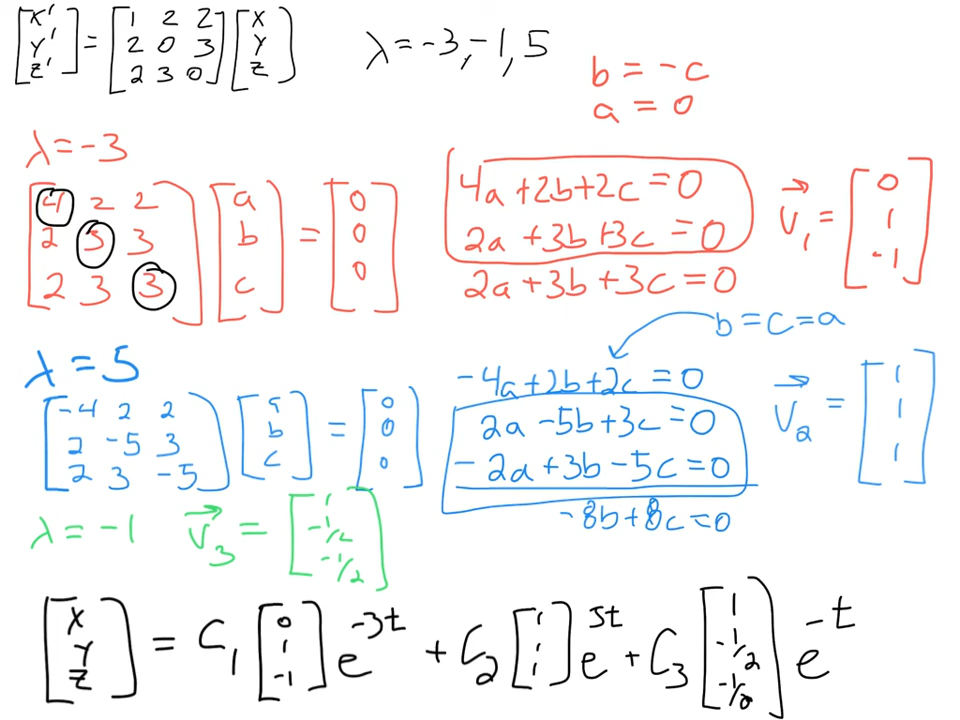 [x' y' z'] = [1 2 2; 2 0 3; 2 3 0] [x y z]
λ = -3, -1, 5
b = -c
a = 0
λ = -3
[4 2 2; 2 3 3; 2 3 3] [a b c] = [0 0 0]
4a + 2b + 2c = 0
2a + 3b + 3c = 0
2a + 3b + 3c = 0
v₁ = [0 1 -1]
b = c = a
λ = 5
[-4 2 2; 2 -5 3; 2 3 -5] [a b c] = [0 0 0]
-4a + 2b + 2c = 0
2a - 5b + 3c = 0
- 2a + 3b - 5c = 0
-8b + 8c = 0
v₂ = [1 1 1]
λ = -1 v₃ = [1 -1/2 -1/2]
[x y z] = C₁ [0 1 -1] e^-3t + C₂ [1 1 1] e^5t + C₃ [1 -1/2 -1/2] e^-t